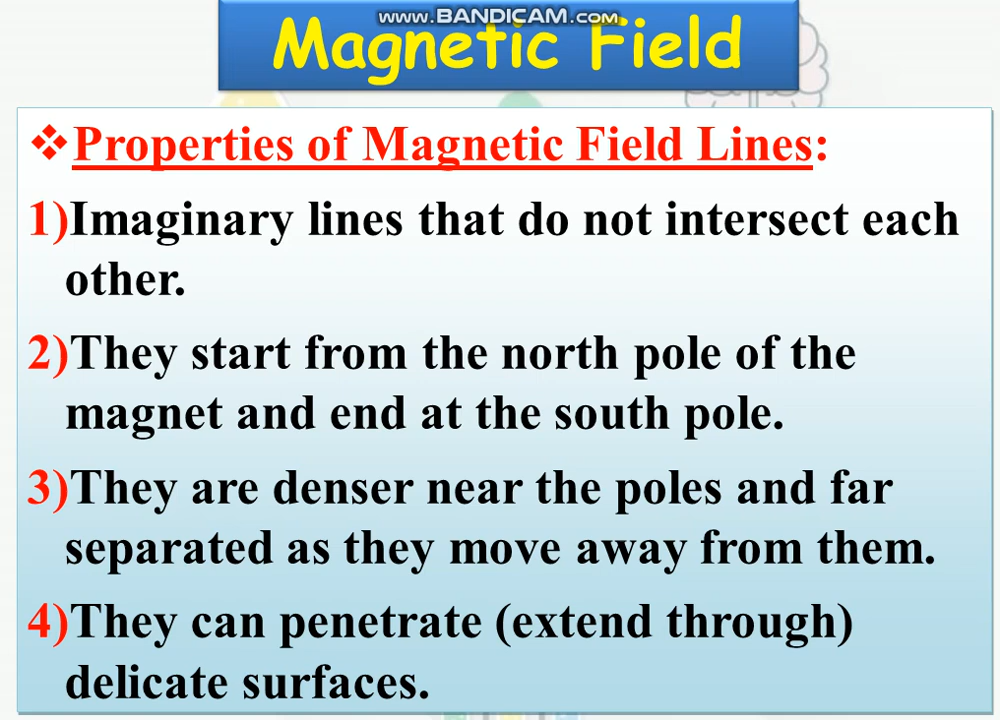 www.BANDICAM.com
Magnetic Field
❖Properties of Magnetic Field Lines:
1)Imaginary lines that do not intersect each
other.
2)They start from the north pole of the
magnet and end at the south pole.
3)They are denser near the poles and far
separated as they move away from them.
4)They can penetrate (extend through)
delicate surfaces.